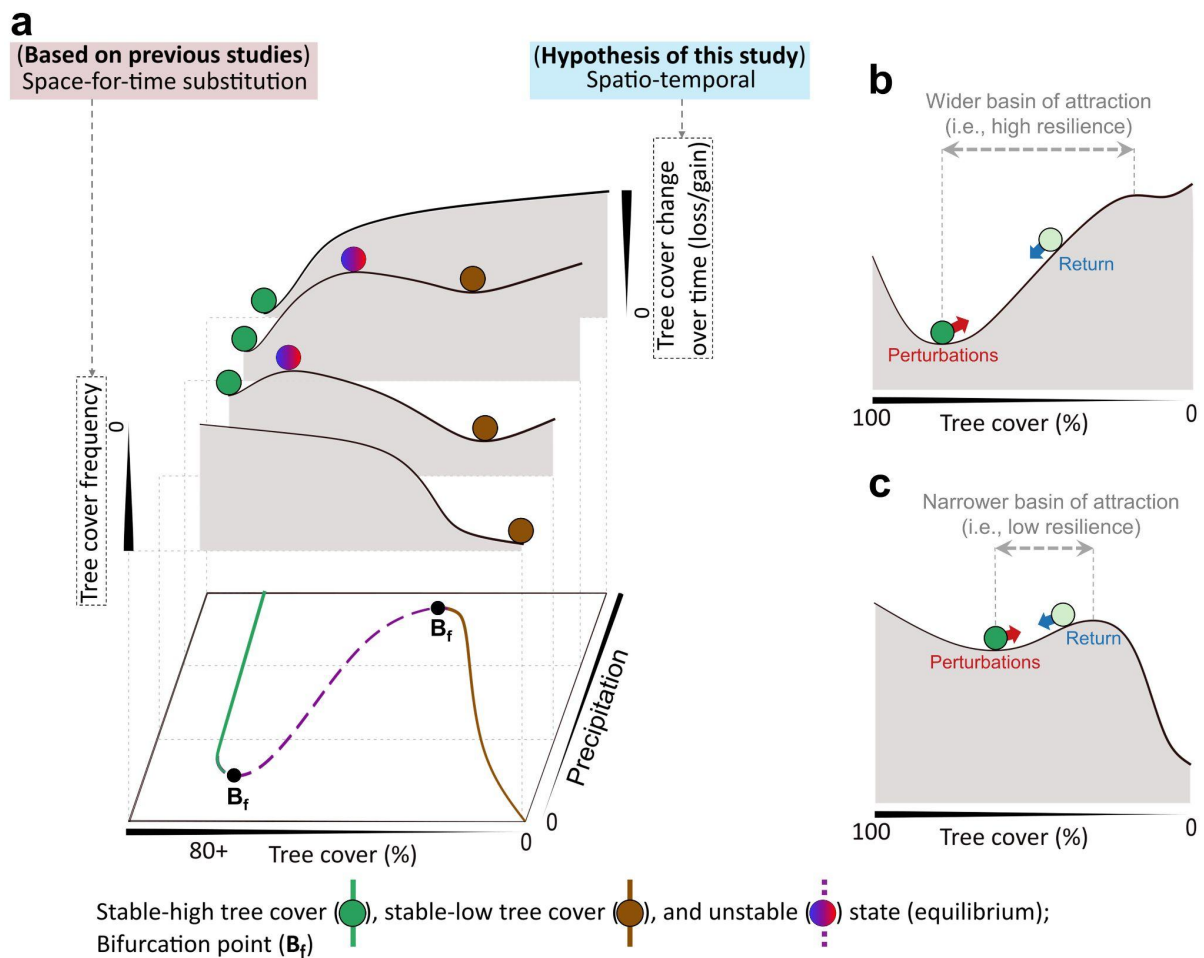 a
(Based on previous studies)
Space-for-time substitution
(Hypothesis of this study)
Spatio-temporal
Tree cover change
over time (loss/gain)
0
Tree cover frequency
0
B_f
B_f
Precipitation
0
80+
Tree cover (%)
0
b
Wider basin of attraction
(i.e., high resilience)
Return
Perturbations
100
Tree cover (%)
0
c
Narrower basin of attraction
(i.e., low resilience)
Perturbations
Return
100
Tree cover (%)
0
Stable-high tree cover ( ), stable-low tree cover ( ), and unstable ( ) state (equilibrium);
Bifurcation point (B_f)